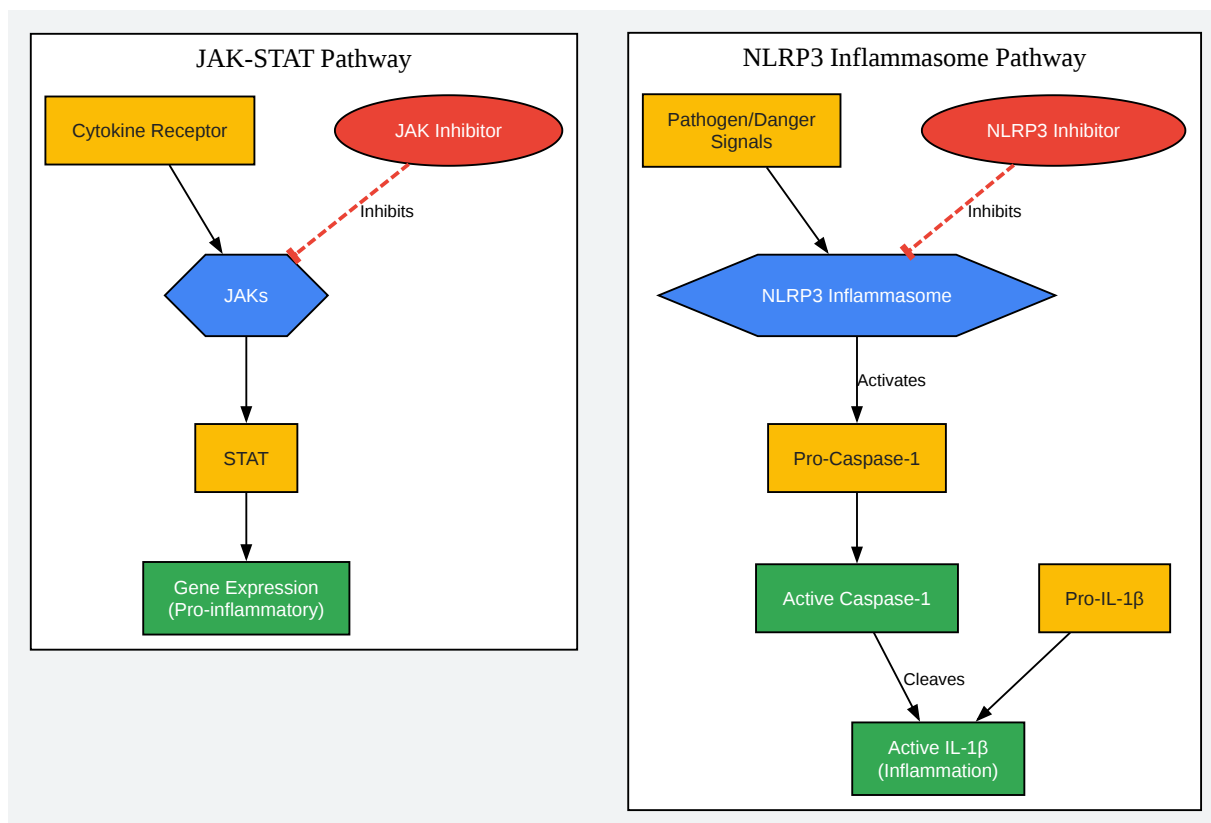 JAK-STAT Pathway
Cytokine Receptor
JAK Inhibitor
Inhibits
JAKs
STAT
Gene Expression
(Pro-inflammatory)
NLRP3 Inflammasome Pathway
Pathogen/Danger
Signals
NLRP3 Inhibitor
Inhibits
NLRP3 Inflammasome
Activates
Pro-Caspase-1
Active Caspase-1
Pro-IL-1β
Cleaves
Active IL-1β
(Inflammation)